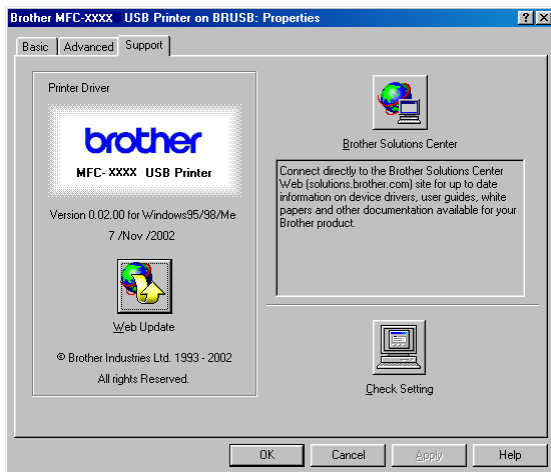 Brother MFC-XXXX USB Printer on BRUSB: Properties
Basic
Advanced
Support
Printer Driver
brother
MFC- XXXX USB Printer
Version 0.02.00 for Windows95/98/Me
7 /Nov /2002
Web Update
© Brother Industries Ltd. 1993 - 2002
All rights Reserved.
Brother Solutions Center
Connect directly to the Brother Solutions Center
Web (solutions.brother.com) site for up to date
information on device drivers, user guides, white
papers and other documentation available for your
Brother product.
Check Setting
OK
Cancel
Apply
Help